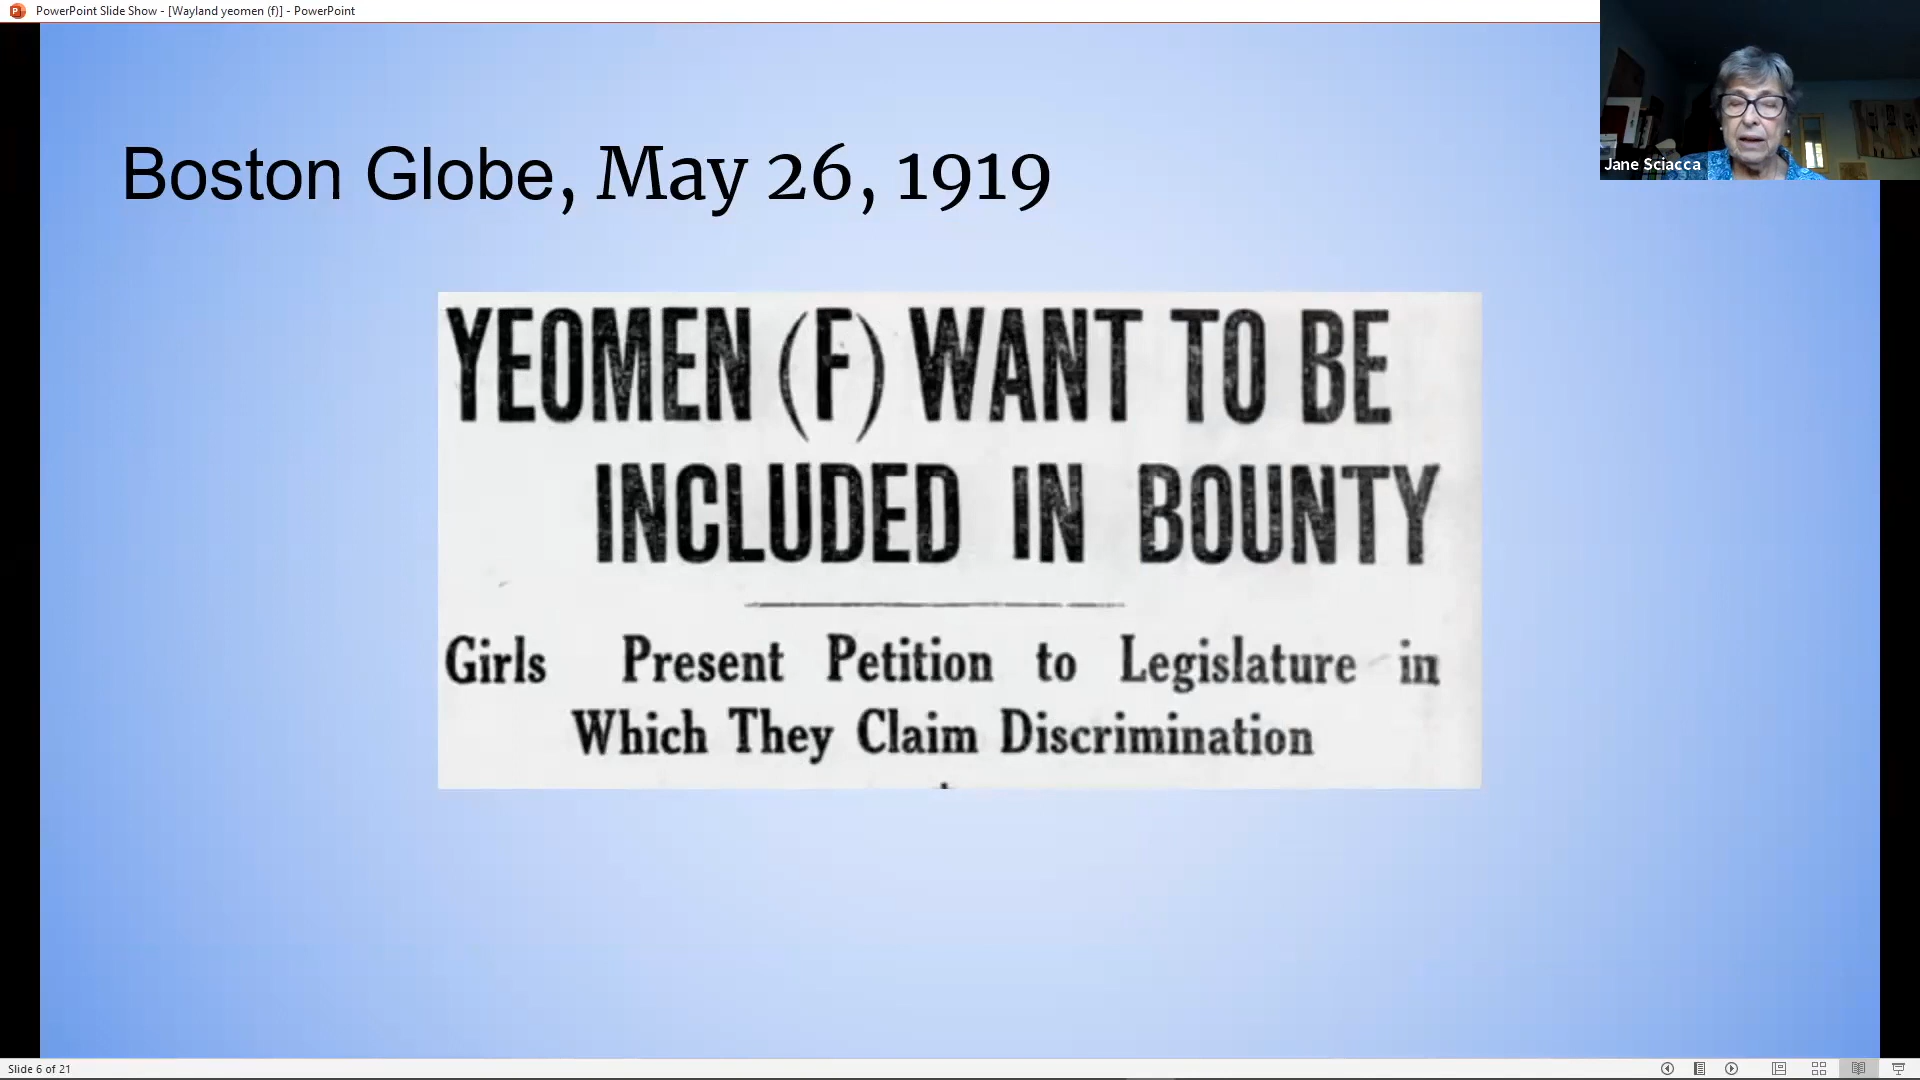 PowerPoint Slide Show - [Wayland yeomen (f)] - PowerPoint
Jane Sciacca
Boston Globe, May 26, 1919
YEOMEN (F) WANT TO BE
INCLUDED IN BOUNTY
Girls Present Petition to Legislature in
Which They Claim Discrimination
Slide 6 of 21